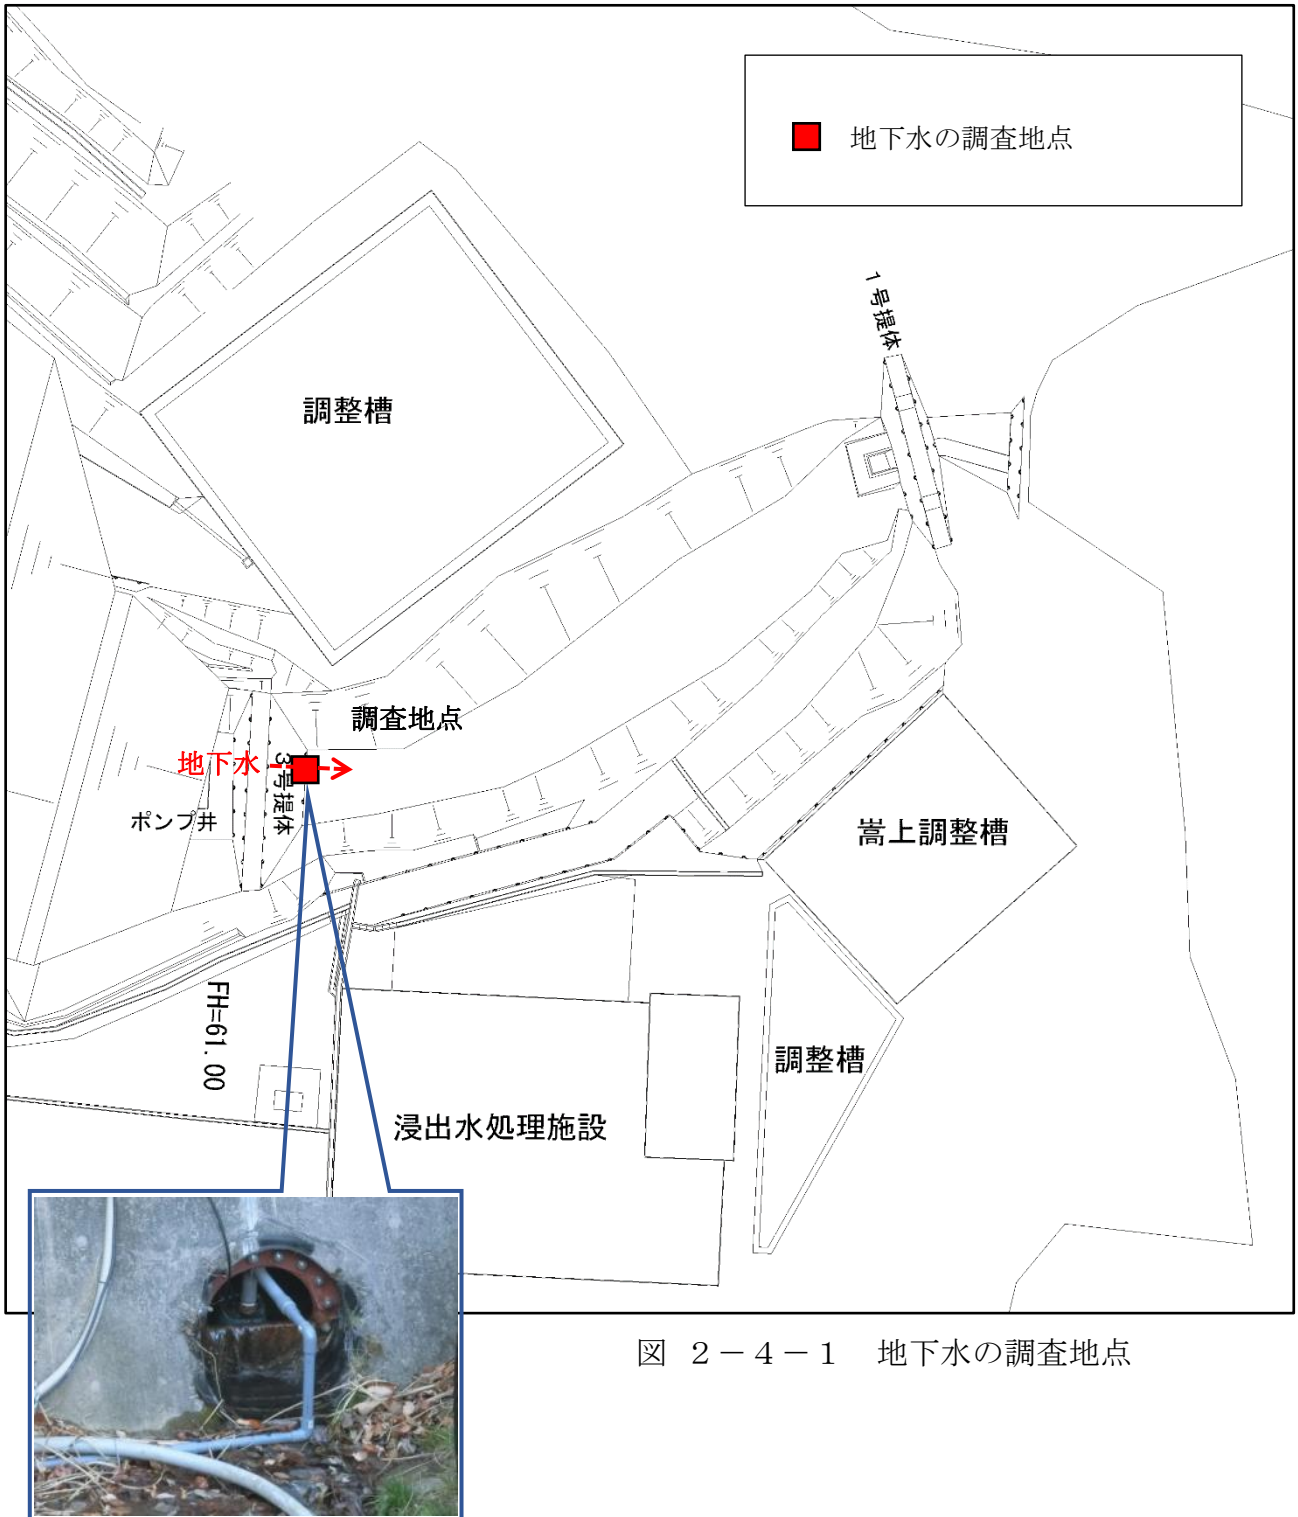 地下水の調査地点
1号提体
調整槽
調査地点
地下水
3号提体
ポンプ井
嵩上調整槽
FH=61.00
調整槽
浸出水処理施設
図 2－4－1 地下水の調査地点